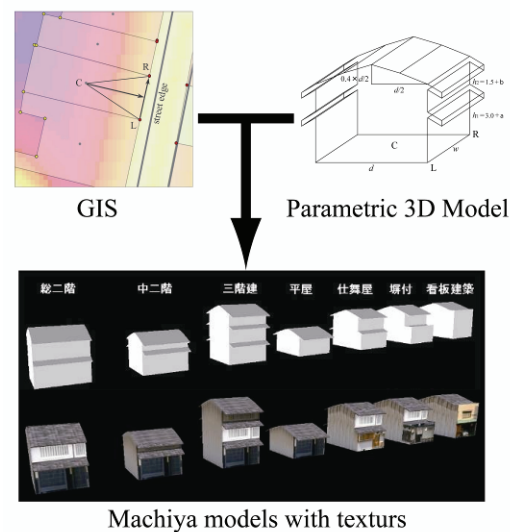 C
R
L
street edge
0.4×d/2
d/2
h₂=1.5+b
h₁=3.0+a
R
C
w
d
L
GIS
Parametric 3D Model
総二階 中二階 三階建 平屋 仕舞屋 塀付 看板建築
Machiya models with texturs